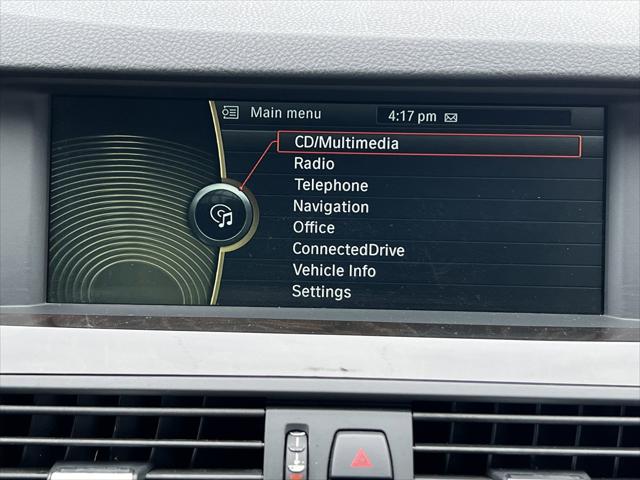 Main menu 4:17 pm
CD/Multimedia
Radio
Telephone
Navigation
Office
ConnectedDrive
Vehicle Info
Settings